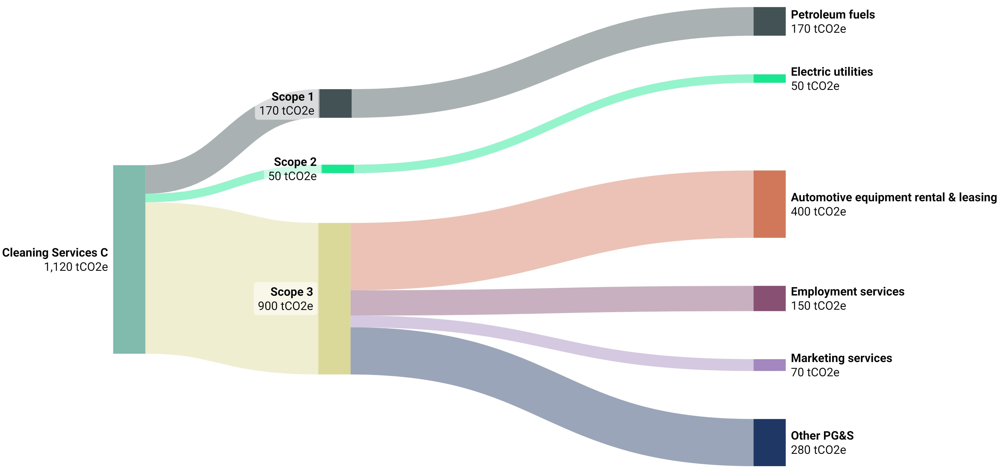 Cleaning Services C
1,120 tCO2e
Scope 1
170 tCO2e
Scope 2
50 tCO2e
Scope 3
900 tCO2e
Petroleum fuels
170 tCO2e
Electric utilities
50 tCO2e
Automotive equipment rental & leasing
400 tCO2e
Employment services
150 tCO2e
Marketing services
70 tCO2e
Other PG&S
280 tCO2e